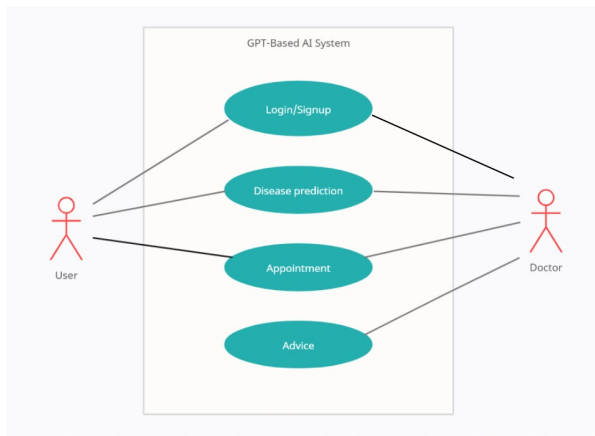 GPT-Based AI System
Login/Signup
Disease prediction
Appointment
User
Doctor
Advice